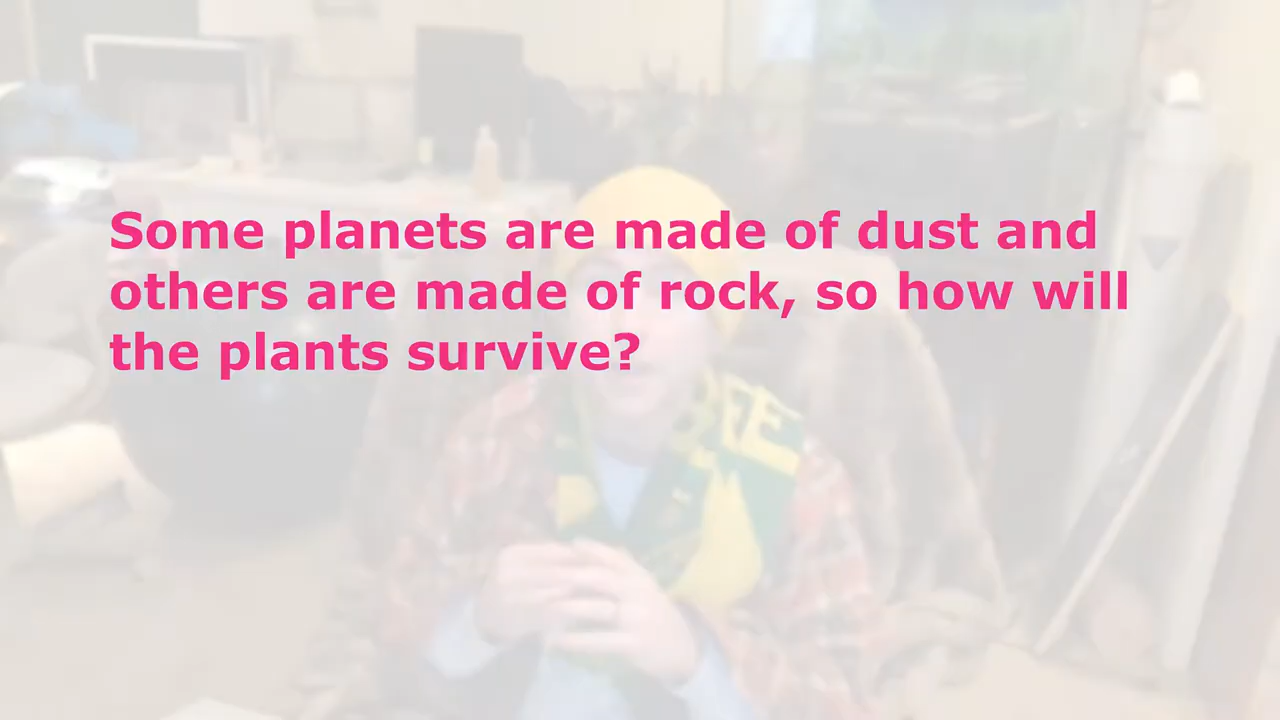 Some planets are made of dust and
others are made of rock, so how will
the plants survive?